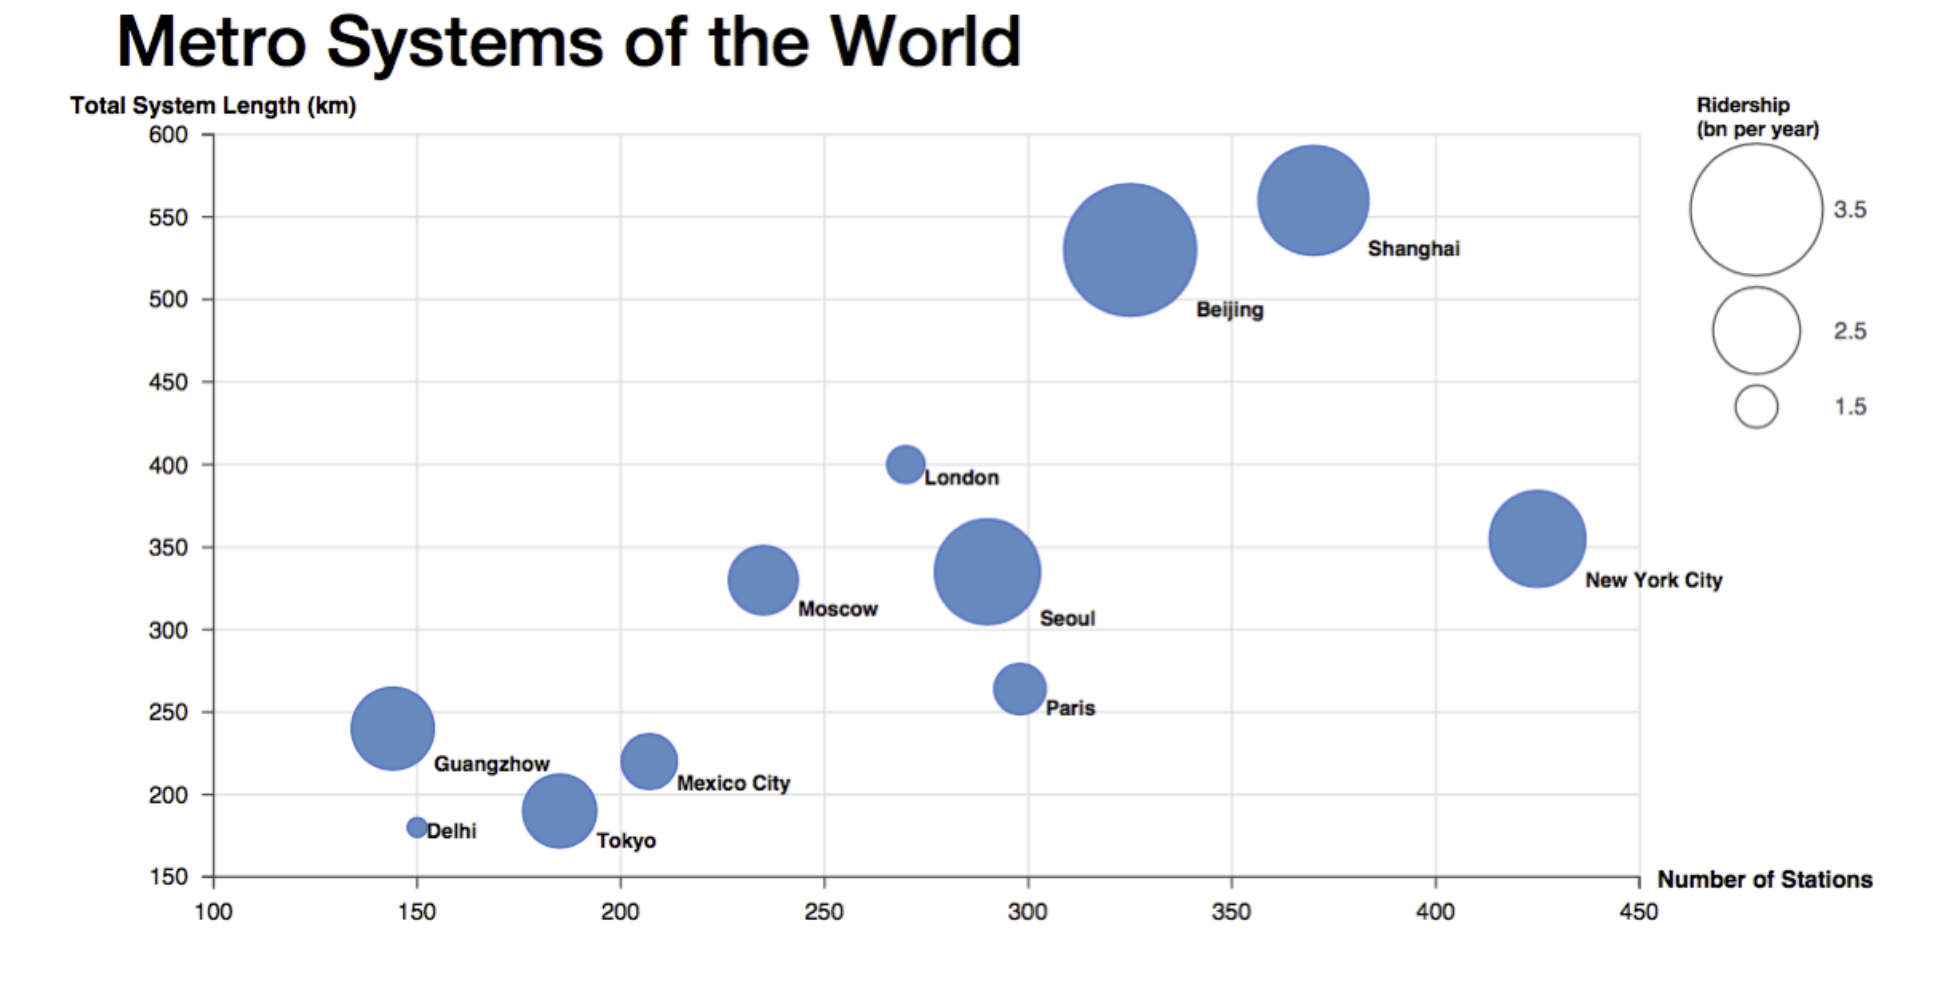 Metro Systems of the World
Total System Length (km)
Ridership
(bn per year)
600
550
500
450
400
350
300
250
200
150
3.5
2.5
1.5
Shanghai
Beijing
London
New York City
Moscow
Seoul
Paris
Guangzhow
Mexico City
Delhi
Tokyo
Number of Stations
100 150 200 250 300 350 400 450